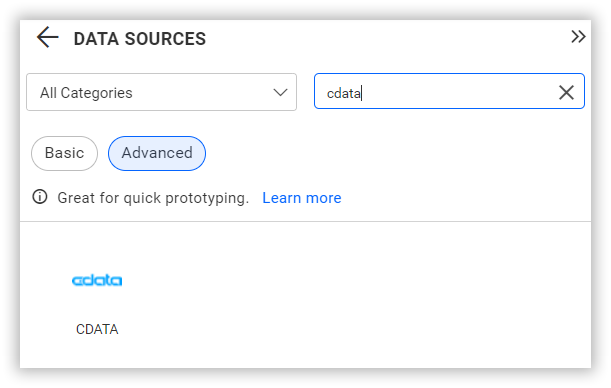 DATA SOURCES
All Categories
cdata
Basic
Advanced
Great for quick prototyping. Learn more
cdata
CDATA